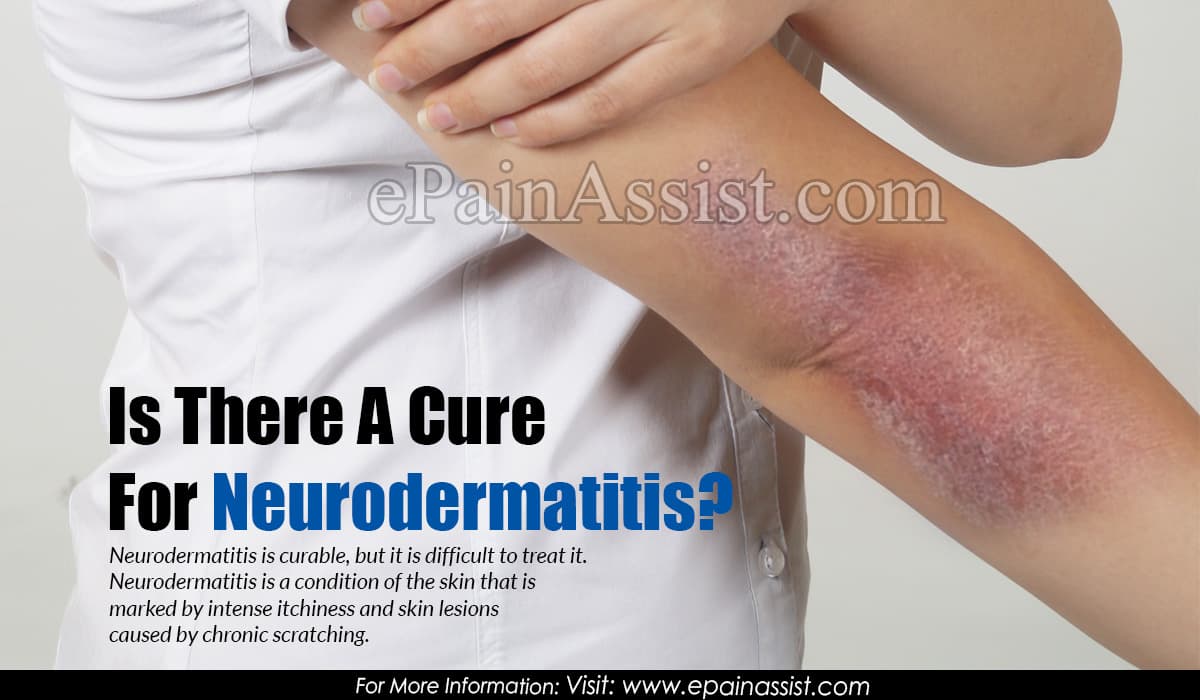 ePainAssist.com
Is There A Cure
For Neurodermatitis?
Neurodermatitis is curable, but it is difficult to treat it.
Neurodermatitis is a condition of the skin that is
marked by intense itchiness and skin lesions
caused by chronic scratching.
For More Information: Visit: www.epainassist.com